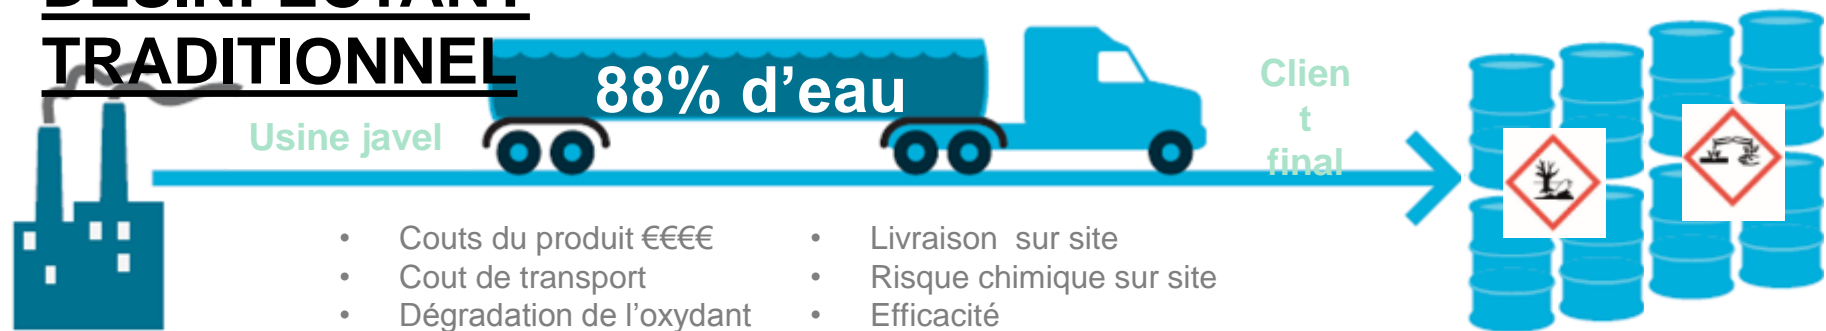 DESINFECTANT
TRADITIONNEL
88% d’eau
Usine javel
Clien
t
final
• Couts du produit €€€€
• Cout de transport
• Dégradation de l’oxydant
• Livraison sur site
• Risque chimique sur site
• Efficacité